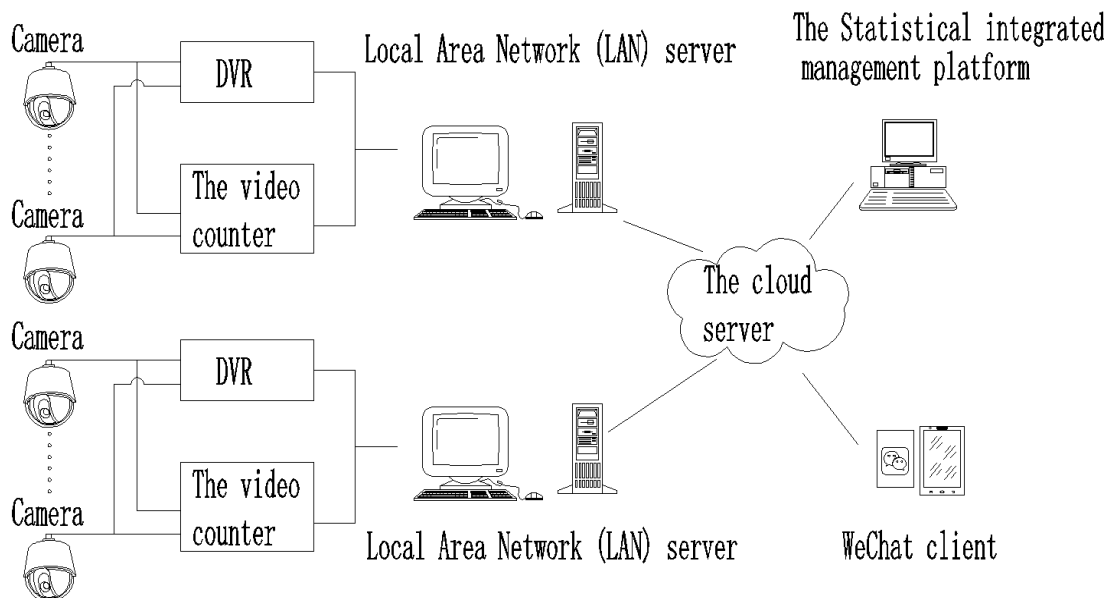 Camera
DVR
Local Area Network (LAN) server
The Statistical integrated
management platform
The video
counter
Camera
The cloud
server
Camera
DVR
The video
counter
Camera
Local Area Network (LAN) server
WeChat client